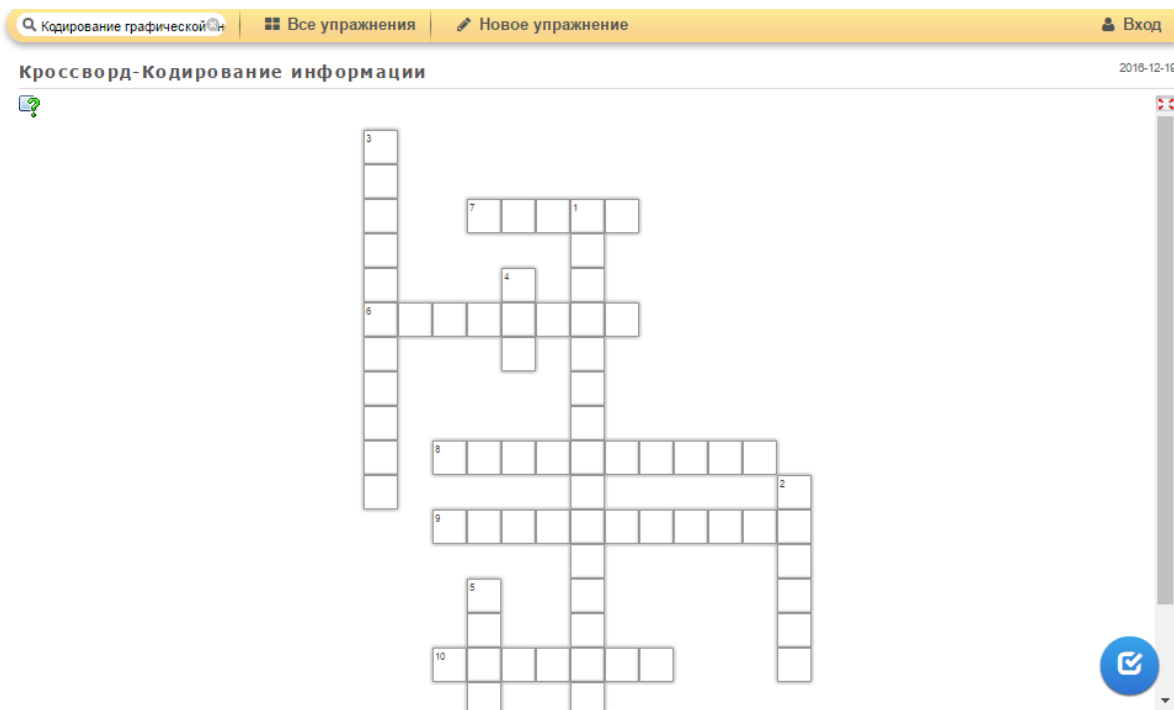 Кодирование графической н
Все упражнения
Новое упражнение
Вход
Кроссворд-Кодирование информации
2016-12-19
3
7 1
4
6
8
2
9
5
10